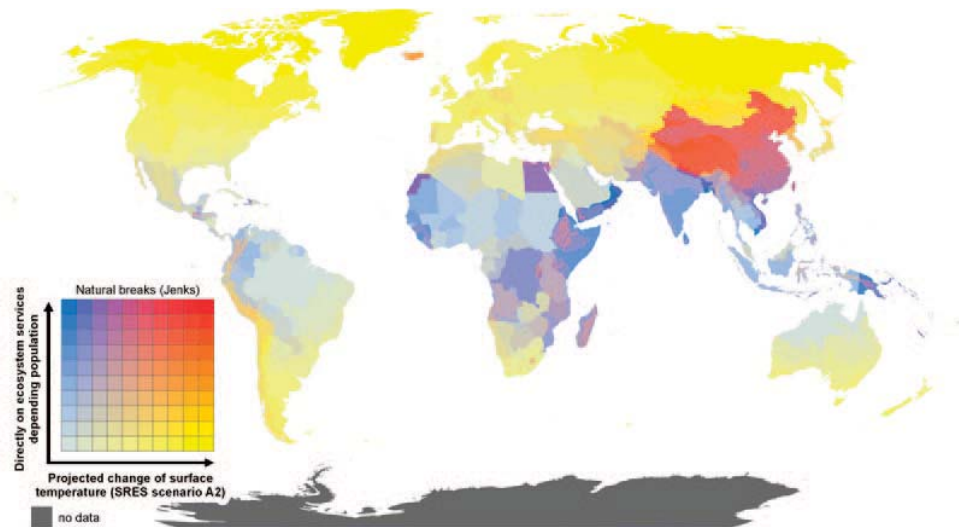 Natural breaks (Jenks)
Directly on ecosystem services
depending population
Projected change of surface
temperature (SRES scenario A2)
no data